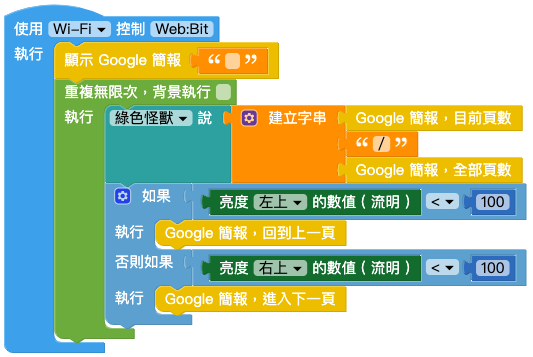 使用 Wi-Fi 控制 Web:Bit
執行 顯示 Google 簡報 “ ”
重複無限次，背景執行
執行 綠色怪獸 說 建立字串 Google 簡報，目前頁數
“ / ”
Google 簡報，全部頁數
如果 亮度 左上 的數值 ( 流明 ) < 100
執行 Google 簡報，回到上一頁
否則如果 亮度 右上 的數值 ( 流明 ) < 100
執行 Google 簡報，進入下一頁